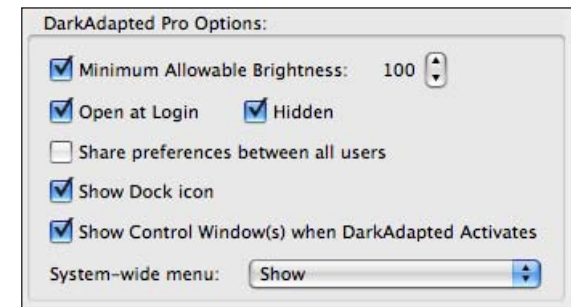 DarkAdapted Pro Options:
Minimum Allowable Brightness: 100
Open at Login Hidden
Share preferences between all users
Show Dock icon
Show Control Window(s) when DarkAdapted Activates
System-wide menu: Show